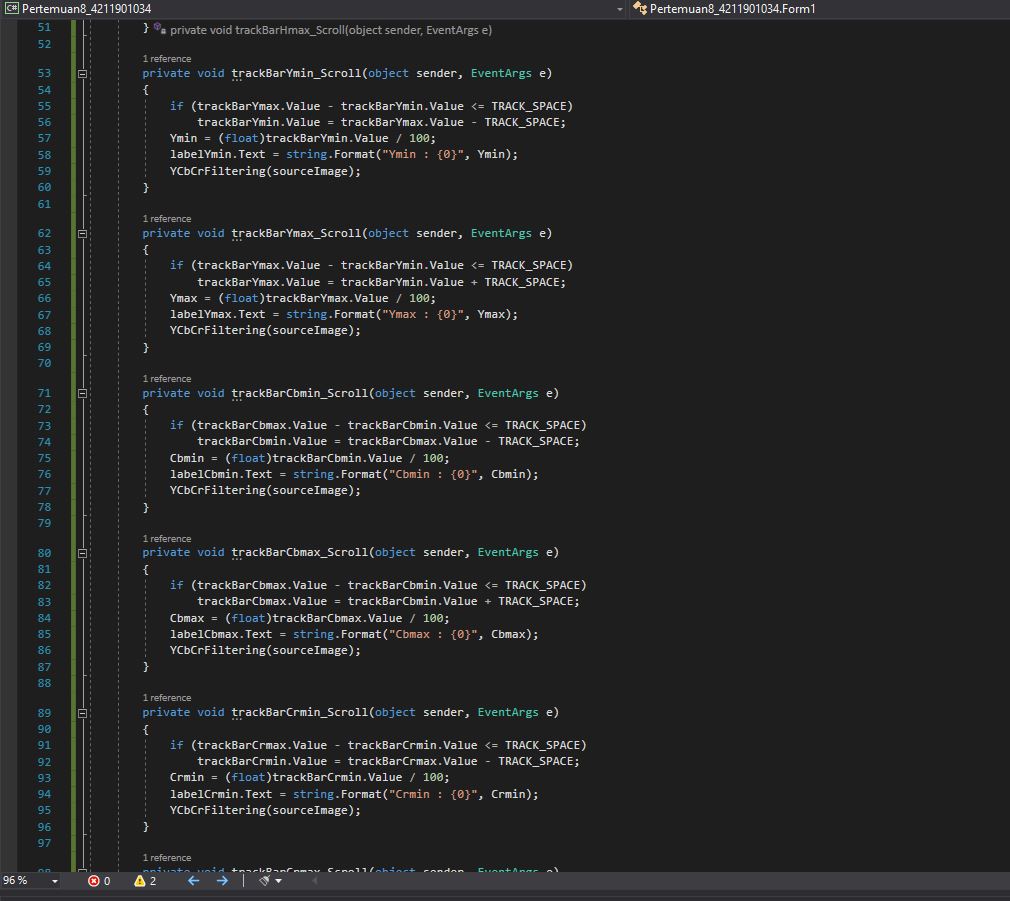 C# Pertemuan8_4211901034 Pertemuan8_4211901034.Form1
51 } private void trackBarHmax_Scroll(object sender, EventArgs e)
52
1 reference
53 private void trackBarYmin_Scroll(object sender, EventArgs e)
54 {
55 if (trackBarYmax.Value - trackBarYmin.Value <= TRACK_SPACE)
56 trackBarYmin.Value = trackBarYmax.Value - TRACK_SPACE;
57 Ymin = (float)trackBarYmin.Value / 100;
58 labelYmin.Text = string.Format("Ymin : {0}", Ymin);
59 YCbCrFiltering(sourceImage);
60 }
61
1 reference
62 private void trackBarYmax_Scroll(object sender, EventArgs e)
63 {
64 if (trackBarYmax.Value - trackBarYmin.Value <= TRACK_SPACE)
65 trackBarYmax.Value = trackBarYmin.Value + TRACK_SPACE;
66 Ymax = (float)trackBarYmax.Value / 100;
67 labelYmax.Text = string.Format("Ymax : {0}", Ymax);
68 YCbCrFiltering(sourceImage);
69 }
70
1 reference
71 private void trackBarCbmin_Scroll(object sender, EventArgs e)
72 {
73 if (trackBarCbmax.Value - trackBarCbmin.Value <= TRACK_SPACE)
74 trackBarCbmin.Value = trackBarCbmax.Value - TRACK_SPACE;
75 Cbmin = (float)trackBarCbmin.Value / 100;
76 labelCbmin.Text = string.Format("Cbmin : {0}", Cbmin);
77 YCbCrFiltering(sourceImage);
78 }
79
1 reference
80 private void trackBarCbmax_Scroll(object sender, EventArgs e)
81 {
82 if (trackBarCbmax.Value - trackBarCbmin.Value <= TRACK_SPACE)
83 trackBarCbmax.Value = trackBarCbmin.Value + TRACK_SPACE;
84 Cbmax = (float)trackBarCbmax.Value / 100;
85 labelCbmax.Text = string.Format("Cbmax : {0}", Cbmax);
86 YCbCrFiltering(sourceImage);
87 }
88
1 reference
89 private void trackBarCrmin_Scroll(object sender, EventArgs e)
90 {
91 if (trackBarCrmax.Value - trackBarCrmin.Value <= TRACK_SPACE)
92 trackBarCrmin.Value = trackBarCrmax.Value - TRACK_SPACE;
93 Crmin = (float)trackBarCrmin.Value / 100;
94 labelCrmin.Text = string.Format("Crmin : {0}", Crmin);
95 YCbCrFiltering(sourceImage);
96 }
97
1 reference
98 private void trackBarCrmax_Scroll(object sender, EventArgs e)
96 % 0 2